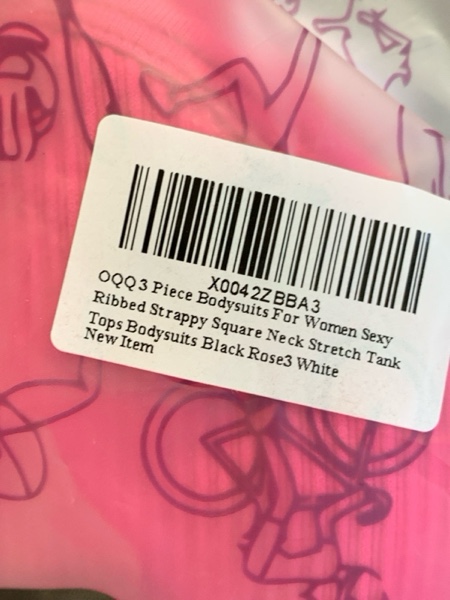 X0042ZBBA3
OQQ 3 Piece Bodysuits For Women Sexy
Ribbed Strappy Square Neck Stretch Tank
Tops Bodysuits Black Rose3 White
New Item